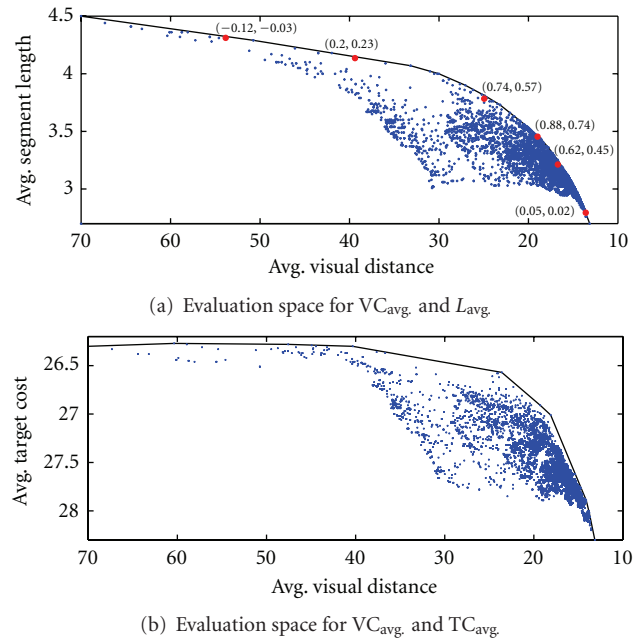 4.5
4
3.5
3
Avg. segment length
(−0.12, −0.03)
(0.2, 0.23)
(0.74, 0.57)
(0.88, 0.74)
(0.62, 0.45)
(0.05, 0.02)
70 60 50 40 30 20 10
Avg. visual distance
(a) Evaluation space for VCavg. and Lavg.
26.5
27
27.5
28
Avg. target cost
70 60 50 40 30 20 10
Avg. visual distance
(b) Evaluation space for VCavg. and TCavg.